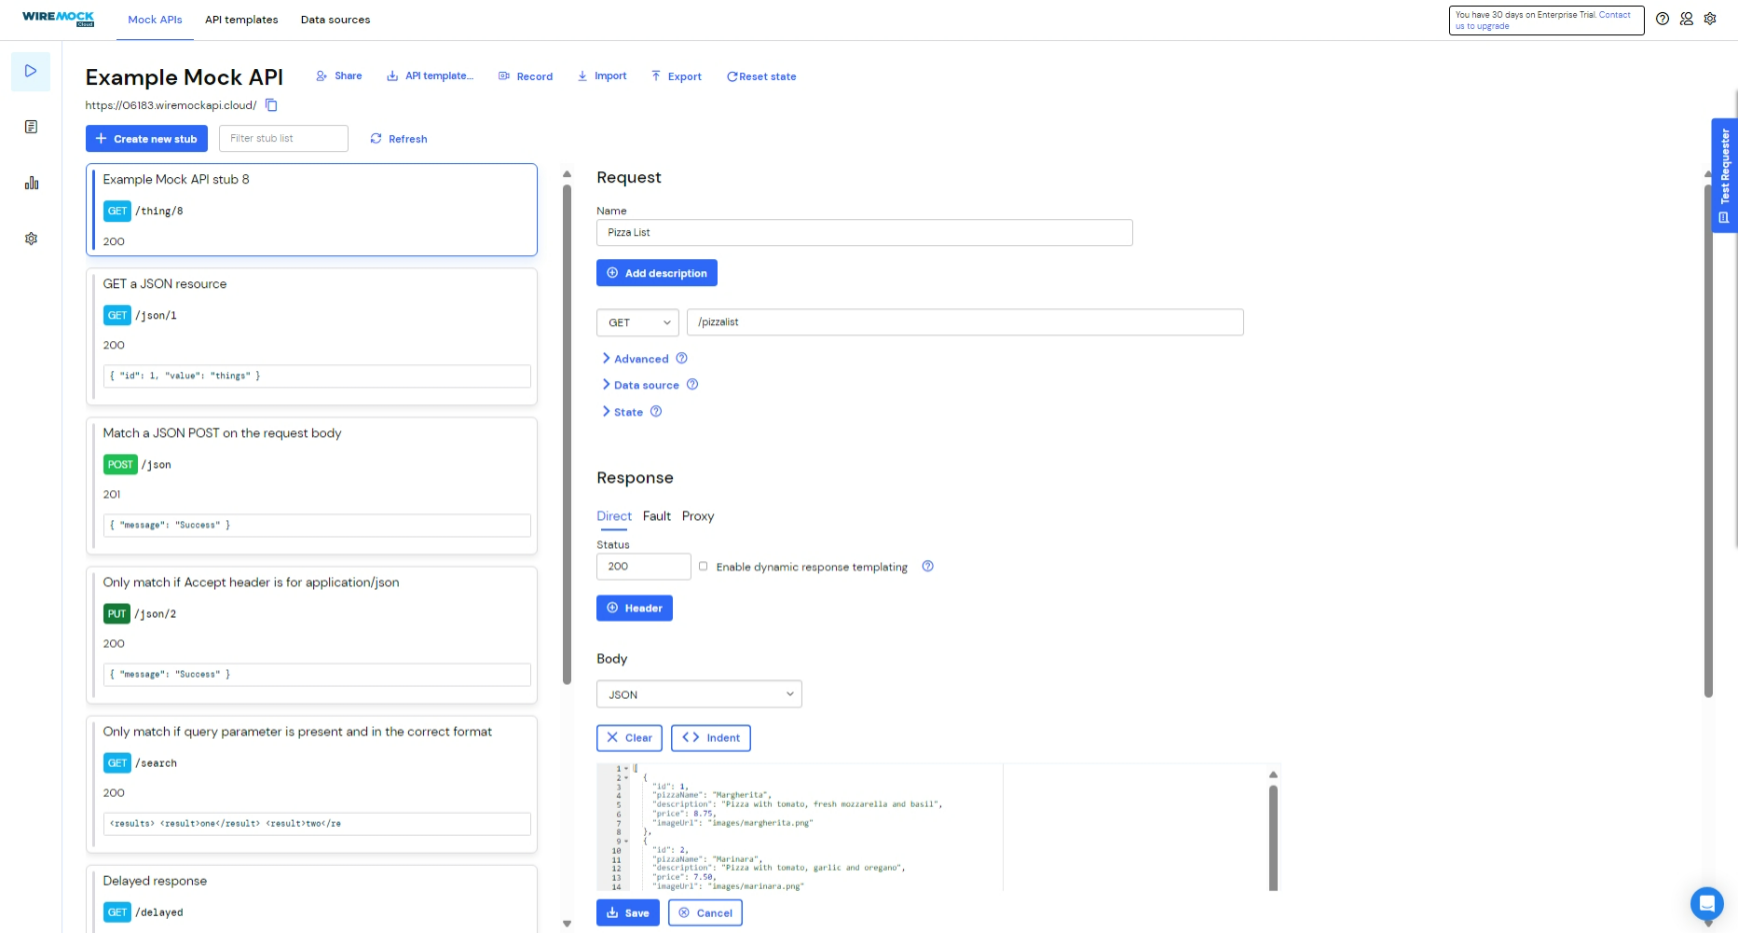 WIREMOCK
Cloud
Mock APIs
API templates
Data sources
You have 30 days on Enterprise Trial. Contact us to upgrade
Example Mock API
Share
API template...
Record
Import
Export
Reset state
https://06183.wiremockapi.cloud/
Create new stub
Filter stub list
Refresh
Example Mock API stub 8
GET /thing/8
200
GET a JSON resource
GET /json/1
200
{ "id": 1, "value": "things" }
Match a JSON POST on the request body
POST /json
201
{ "message": "Success" }
Only match if Accept header is for application/json
PUT /json/2
200
{ "message": "Success" }
Only match if query parameter is present and in the correct format
GET /search
200
<results> <result>one</result> <result>two</re
Delayed response
GET /delayed
Request
Name
Pizza List
Add description
GET
/pizzalist
Advanced
Data source
State
Response
Direct Fault Proxy
Status
200
Enable dynamic response templating
Header
Body
JSON
Clear
Indent
1 [
2 {
3 "id": 1,
4 "pizzaName": "Margherita",
5 "description": "Pizza with tomato, fresh mozzarella and basil",
6 "price": 8.75,
7 "imageUrl": "images/margherita.png"
8 },
9 {
10 "id": 2,
11 "pizzaName": "Marinara",
12 "description": "Pizza with tomato, garlic and oregano",
13 "price": 7.50,
14 "imageUrl": "images/marinara.png"
Save
Cancel
Test Requester